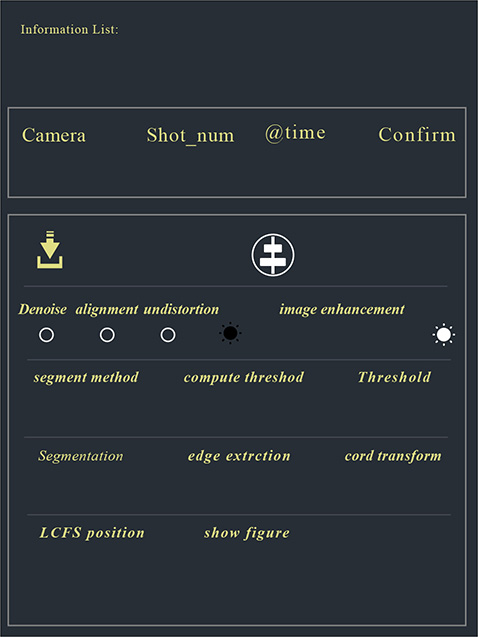 Information List:
Camera Shot_num @time Confirm
Denoise alignment undistortion image enhancement
segment method compute threshod Threshold
Segmentation edge extrction cord transform
LCFS position show figure